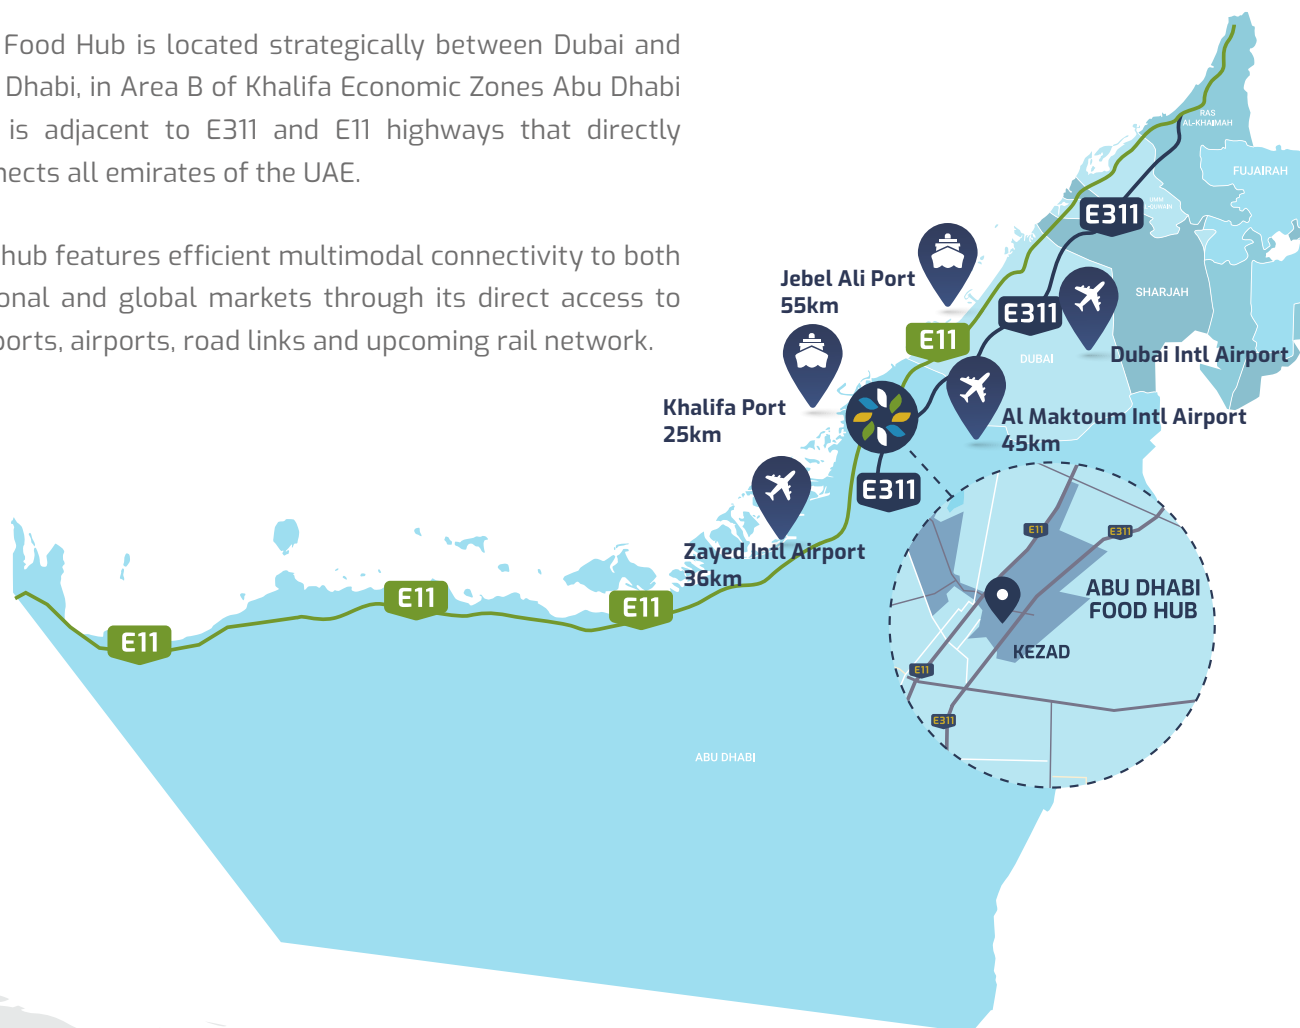 Food Hub is located strategically between Dubai and
Dhabi, in Area B of Khalifa Economic Zones Abu Dhabi
is adjacent to E311 and E11 highways that directly
nects all emirates of the UAE.
hub features efficient multimodal connectivity to both
onal and global markets through its direct access to
ports, airports, road links and upcoming rail network.
RAS
AL-KHAIMAH
FUJAIRAH
UMM
E311
Jebel Ali Port
55km
SHARJAH
E311
E11
DUBAI
Dubai Intl Airport
Khalifa Port
25km
Al Maktoum Intl Airport
45km
E311
Zayed Intl Airport
36km
E11
E11
E11
E11
E311
ABU DHABI
FOOD HUB
KEZAD
E11
E311
ABU DHABI